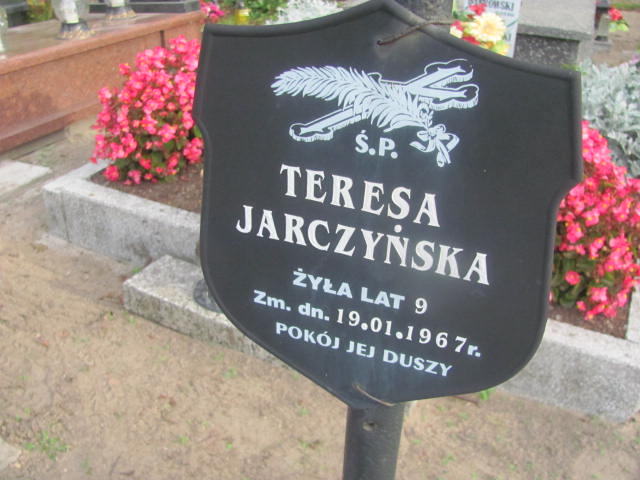 Ś.P.
TERESA
JARCZYŃSKA
ŻYŁA LAT 9
Zm. dn. 19.01.1967r.
POKÓJ JEJ DUSZY